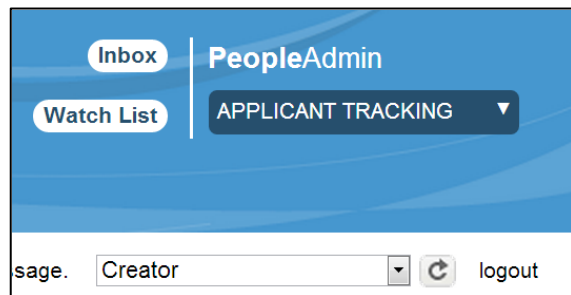 Inbox
PeopleAdmin
Watch List
APPLICANT TRACKING
sage. Creator logout